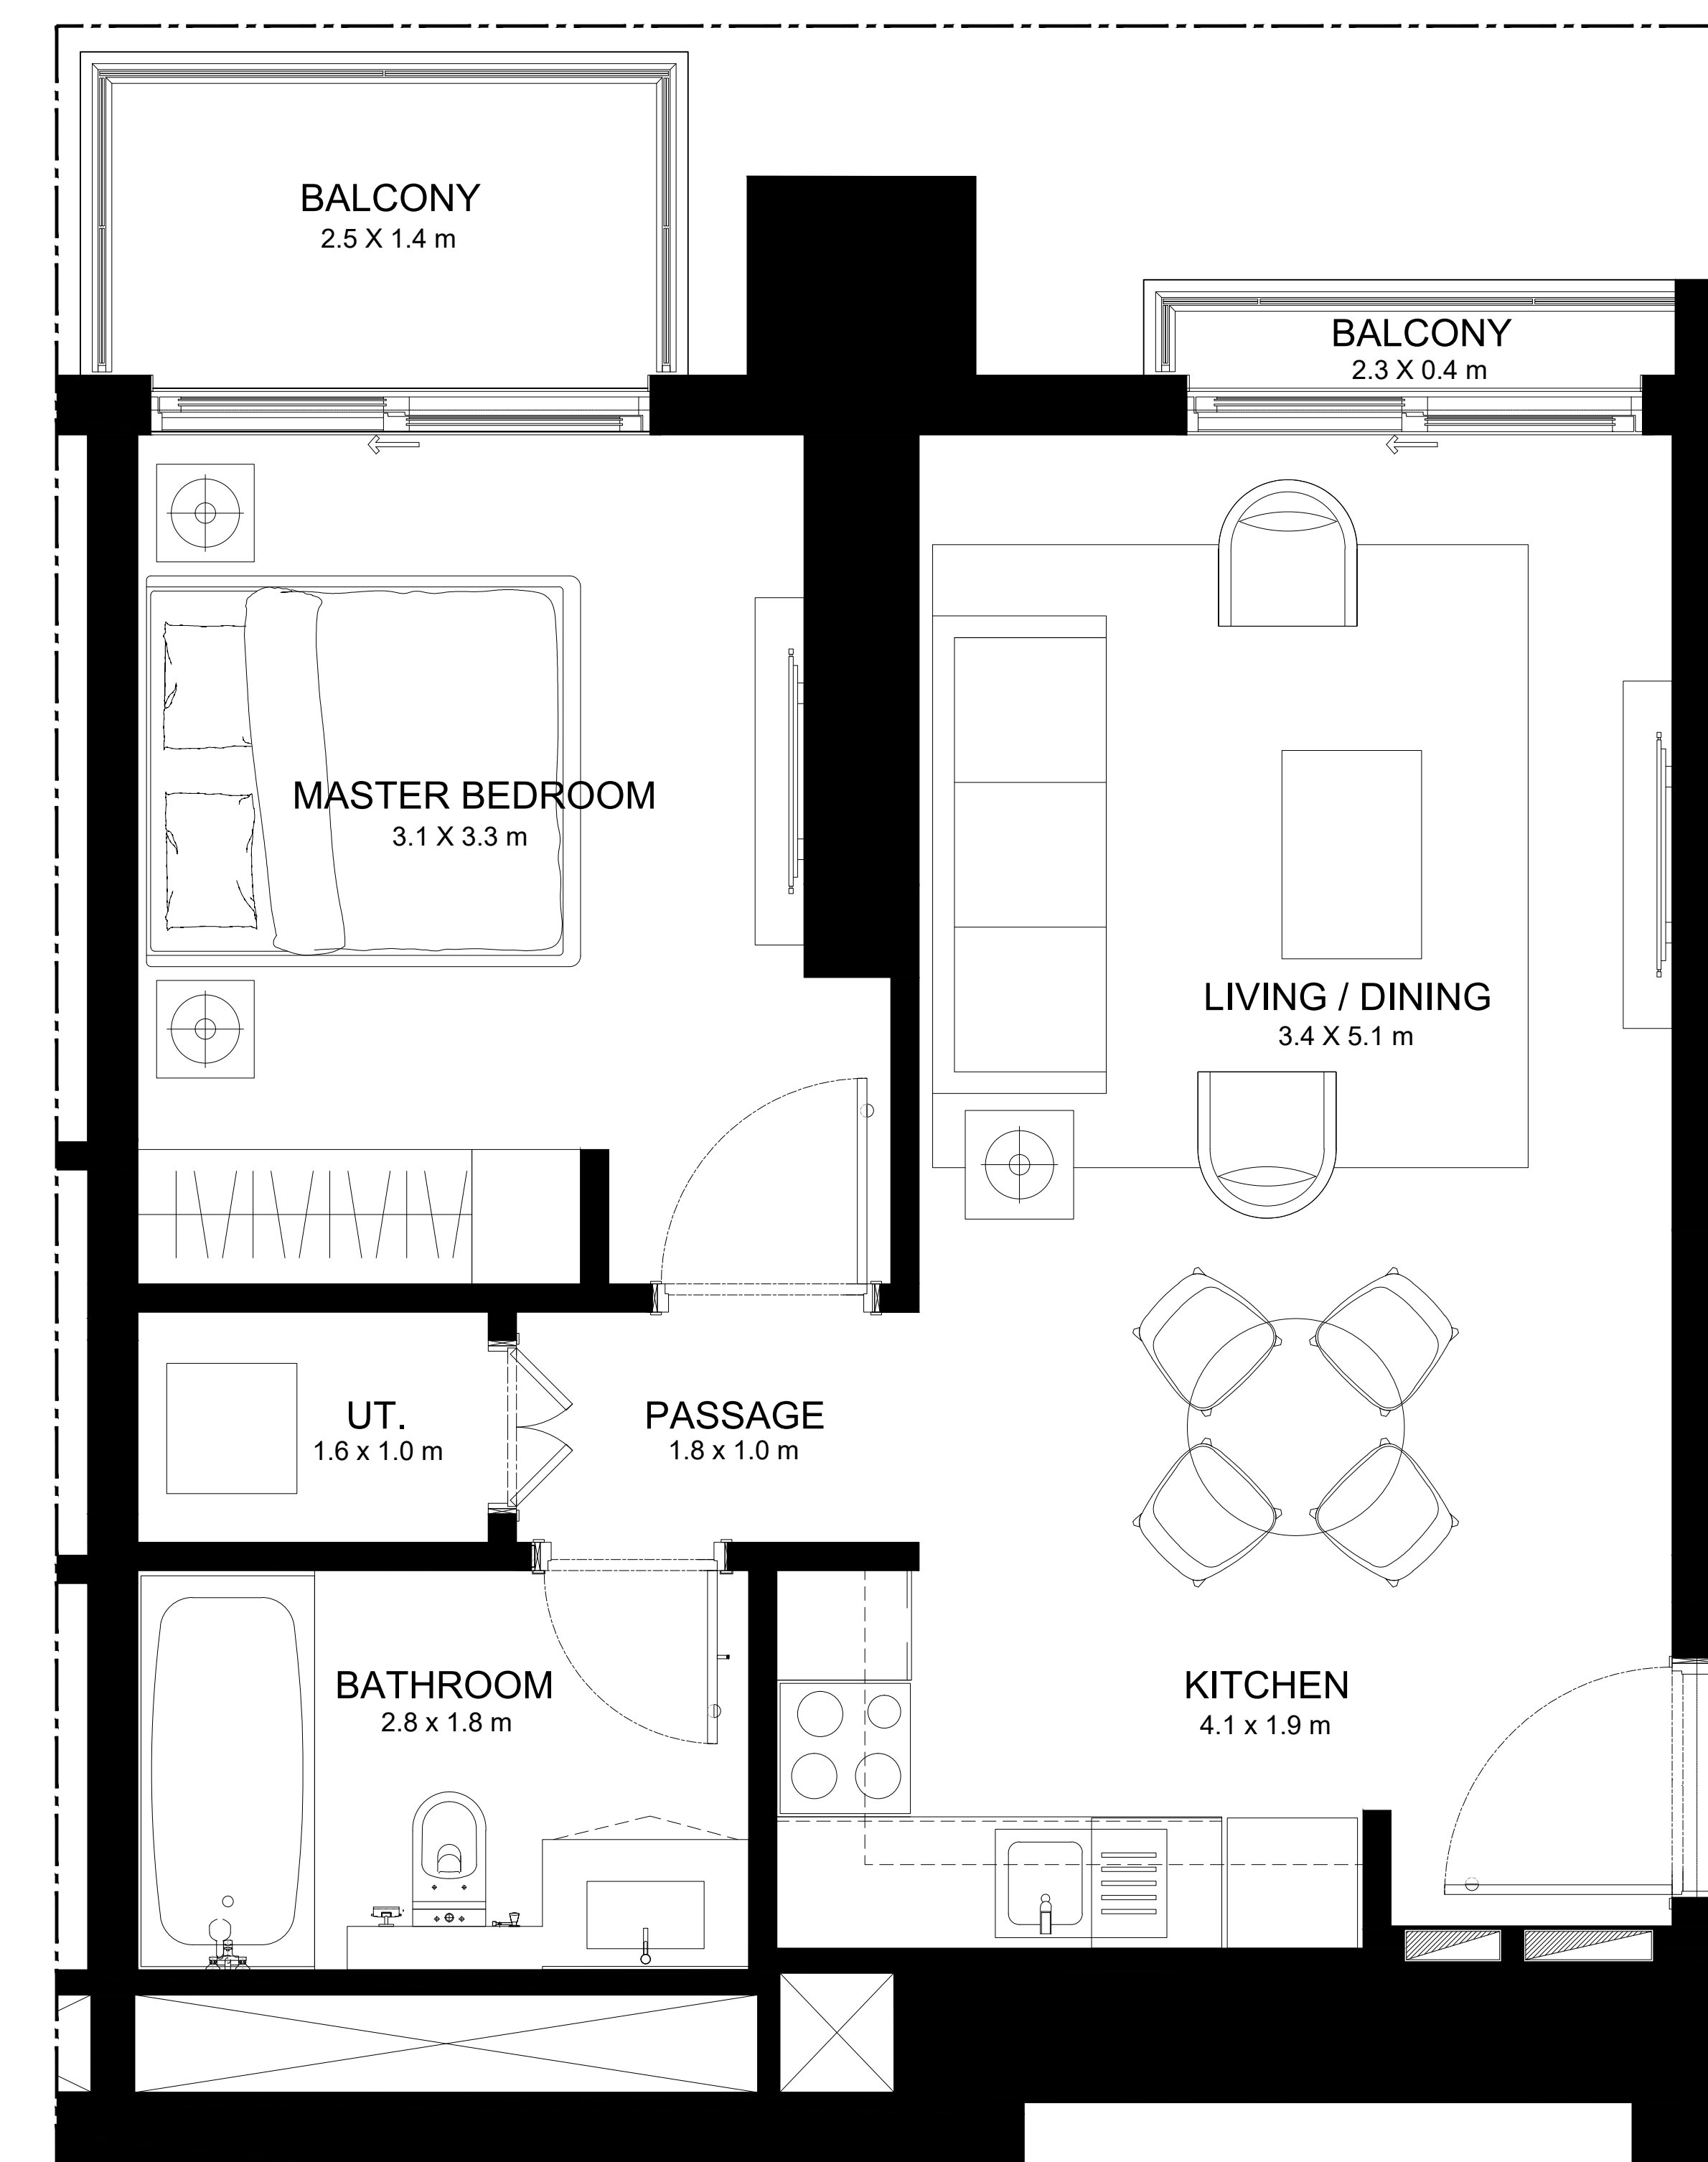 BALCONY
2.5 X 1.4 m
BALCONY
2.3 X 0.4 m
MASTER BEDROOM
3.1 X 3.3 m
LIVING / DINING
3.4 X 5.1 m
UT.
1.6 x 1.0 m
PASSAGE
1.8 x 1.0 m
BATHROOM
2.8 x 1.8 m
KITCHEN
4.1 x 1.9 m